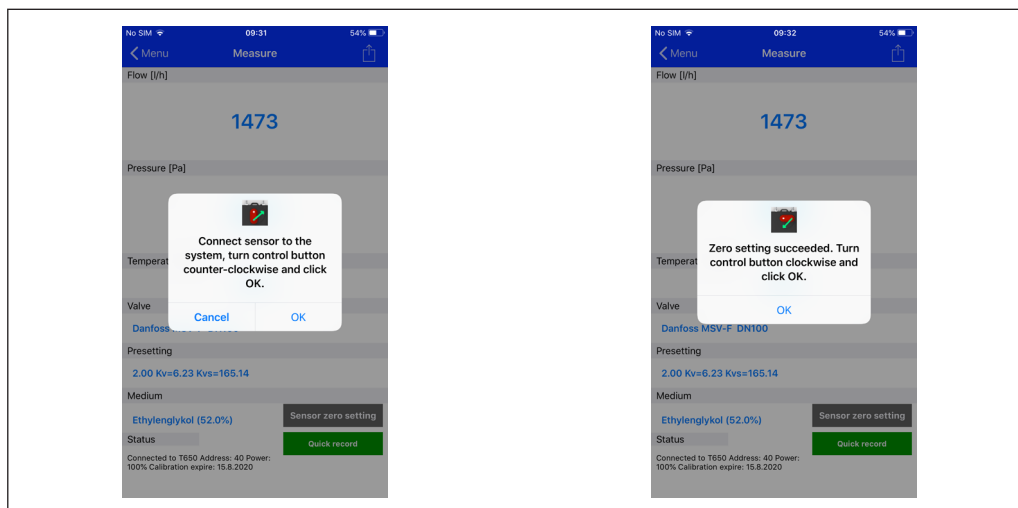 No SIM 09:31 54%
Menu Measure
Flow [l/h]
1473
Pressure [Pa]
Connect sensor to the
system, turn control button
counter-clockwise and click
OK.
Temperat
Cancel OK
Valve
Danfoss
Presetting
2.00 Kv=6.23 Kvs=165.14
Medium
Ethylenglykol (52.0%)
Sensor zero setting
Status
Quick record
Connected to T650 Address: 40 Power:
100% Calibration expire: 15.8.2020
No SIM 09:32 54%
Menu Measure
Flow [l/h]
1473
Pressure [Pa]
Zero setting succeeded. Turn
control button clockwise and
click OK.
Temperat
OK
Valve
Danfoss MSV-F DN100
Presetting
2.00 Kv=6.23 Kvs=165.14
Medium
Ethylenglykol (52.0%)
Sensor zero setting
Status
Quick record
Connected to T650 Address: 40 Power:
100% Calibration expire: 15.8.2020